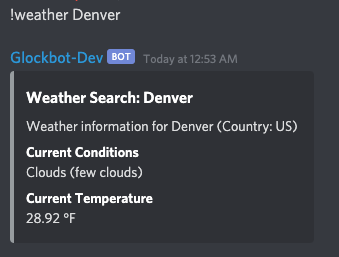 !weather Denver
Glockbot-Dev BOT Today at 12:53 AM
Weather Search: Denver
Weather information for Denver (Country: US)
Current Conditions
Clouds (few clouds)
Current Temperature
28.92 °F